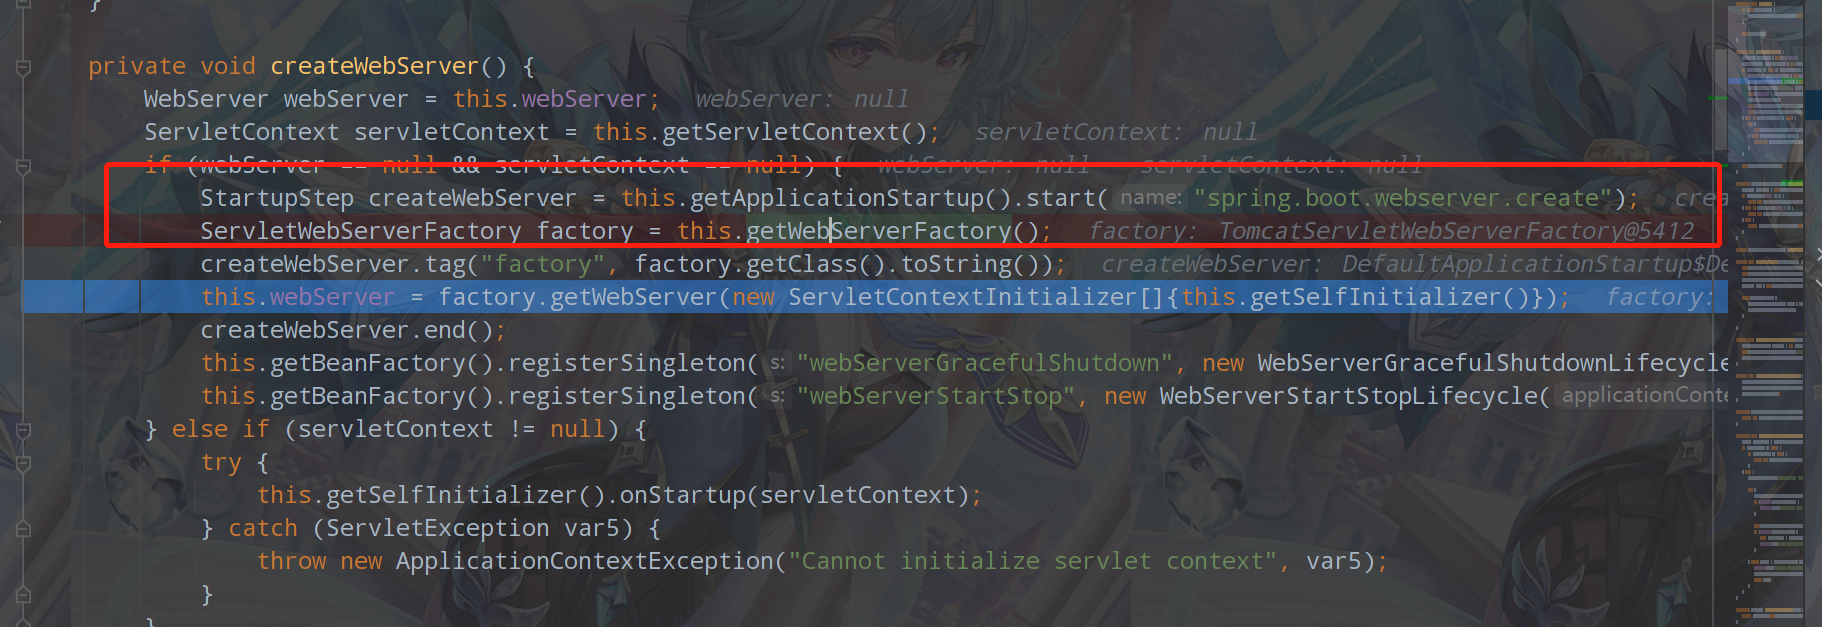 }
private void createWebServer() {
WebServer webServer = this.webServer; webServer: null
ServletContext servletContext = this.getServletContext(); servletContext: null
if (webServer == null && servletContext == null) { webServer: null servletContext: null
StartupStep createWebServer = this.getApplicationStartup().start( name: "spring.boot.webserver.create"); crea
ServletWebServerFactory factory = this.getWebServerFactory(); factory: TomcatServletWebServerFactory@5412
createWebServer.tag("factory", factory.getClass().toString()); createWebServer: DefaultApplicationStartup$De
this.webServer = factory.getWebServer(new ServletContextInitializer[]{this.getSelfInitializer()}); factory:
createWebServer.end();
this.getBeanFactory().registerSingleton( s: "webServerGracefulShutdown", new WebServerGracefulShutdownLifecycle
this.getBeanFactory().registerSingleton( s: "webServerStartStop", new WebServerStartStopLifecycle( applicationConte
} else if (servletContext != null) {
try {
this.getSelfInitializer().onStartup(servletContext);
} catch (ServletException var5) {
throw new ApplicationContextException("Cannot initialize servlet context", var5);
}
}